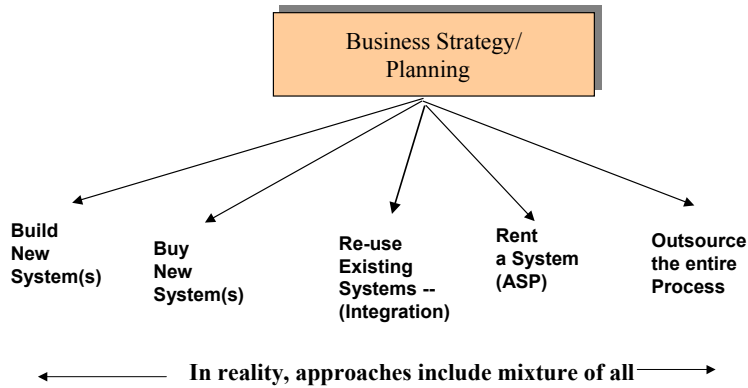 Business Strategy/
Planning
Build
New
System(s)
Buy
New
System(s)
Re-use
Existing
Systems --
(Integration)
Rent
a System
(ASP)
Outsource
the entire
Process
In reality, approaches include mixture of all